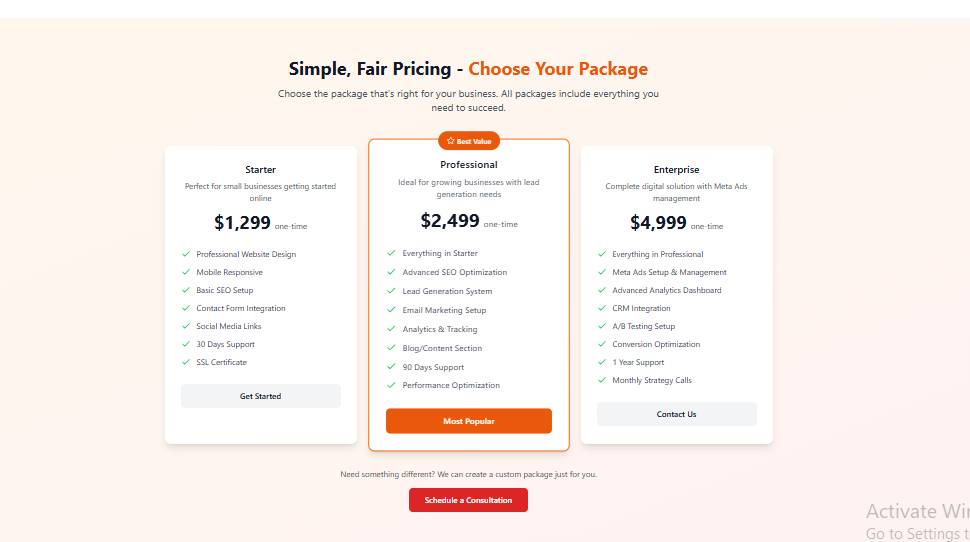 Simple, Fair Pricing - Choose Your Package
Choose the package that's right for your business. All packages include everything you
need to succeed.
Starter
Perfect for small businesses getting started
online
$1,299 one-time
Professional Website Design
Mobile Responsive
Basic SEO Setup
Contact Form Integration
Social Media Links
30 Days Support
SSL Certificate
Get Started
Best Value
Professional
Ideal for growing businesses with lead
generation needs
$2,499 one-time
Everything in Starter
Advanced SEO Optimization
Lead Generation System
Email Marketing Setup
Analytics & Tracking
Blog/Content Section
90 Days Support
Performance Optimization
Most Popular
Enterprise
Complete digital solution with Meta Ads
management
$4,999 one-time
Everything in Professional
Meta Ads Setup & Management
Advanced Analytics Dashboard
CRM Integration
A/B Testing Setup
Conversion Optimization
1 Year Support
Monthly Strategy Calls
Contact Us
Need something different? We can create a custom package just for you.
Schedule a Consultation
Activate Wi
Go to Settings t